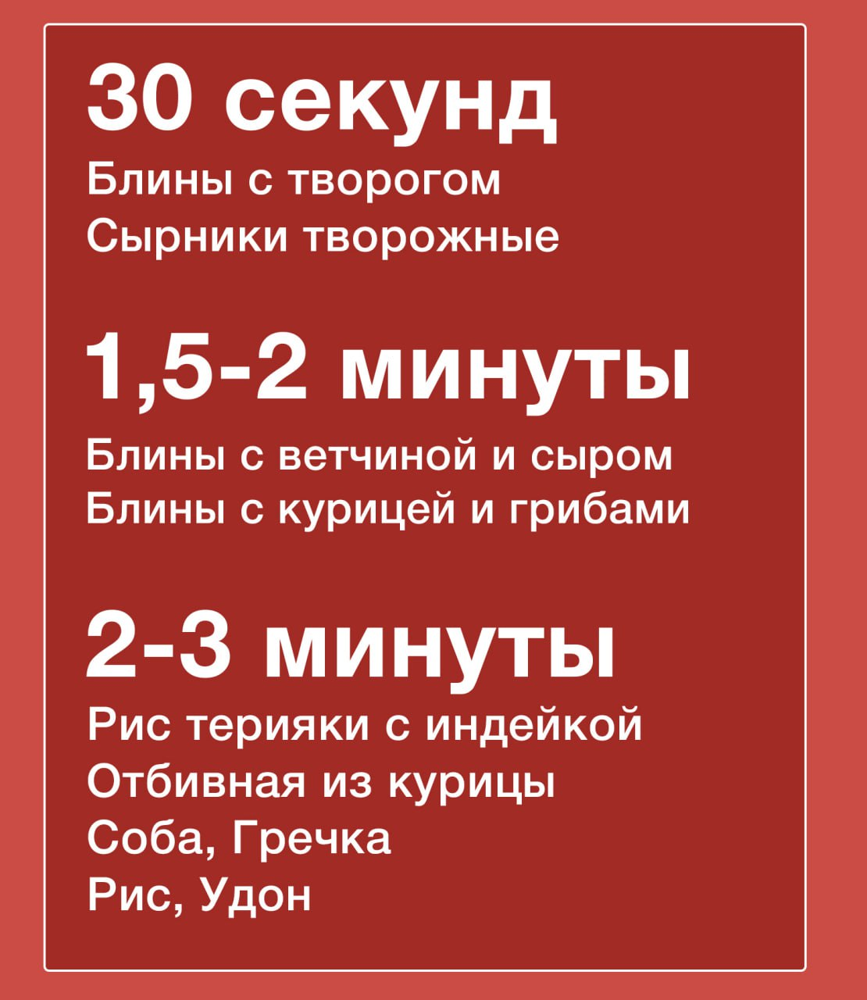 30 секунд
Блины с творогом
Сырники творожные
1,5-2 минуты
Блины с ветчиной и сыром
Блины с курицей и грибами
2-3 минуты
Рис терияки с индейкой
Отбивная из курицы
Соба, Гречка
Рис, Удон